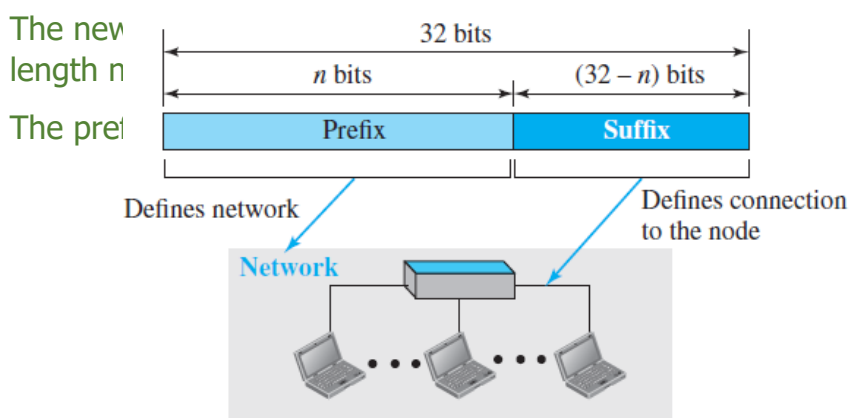 The new
length n
The pref
32 bits
n bits
(32 – n) bits
Prefix
Suffix
Defines network
Defines connection
to the node
Network